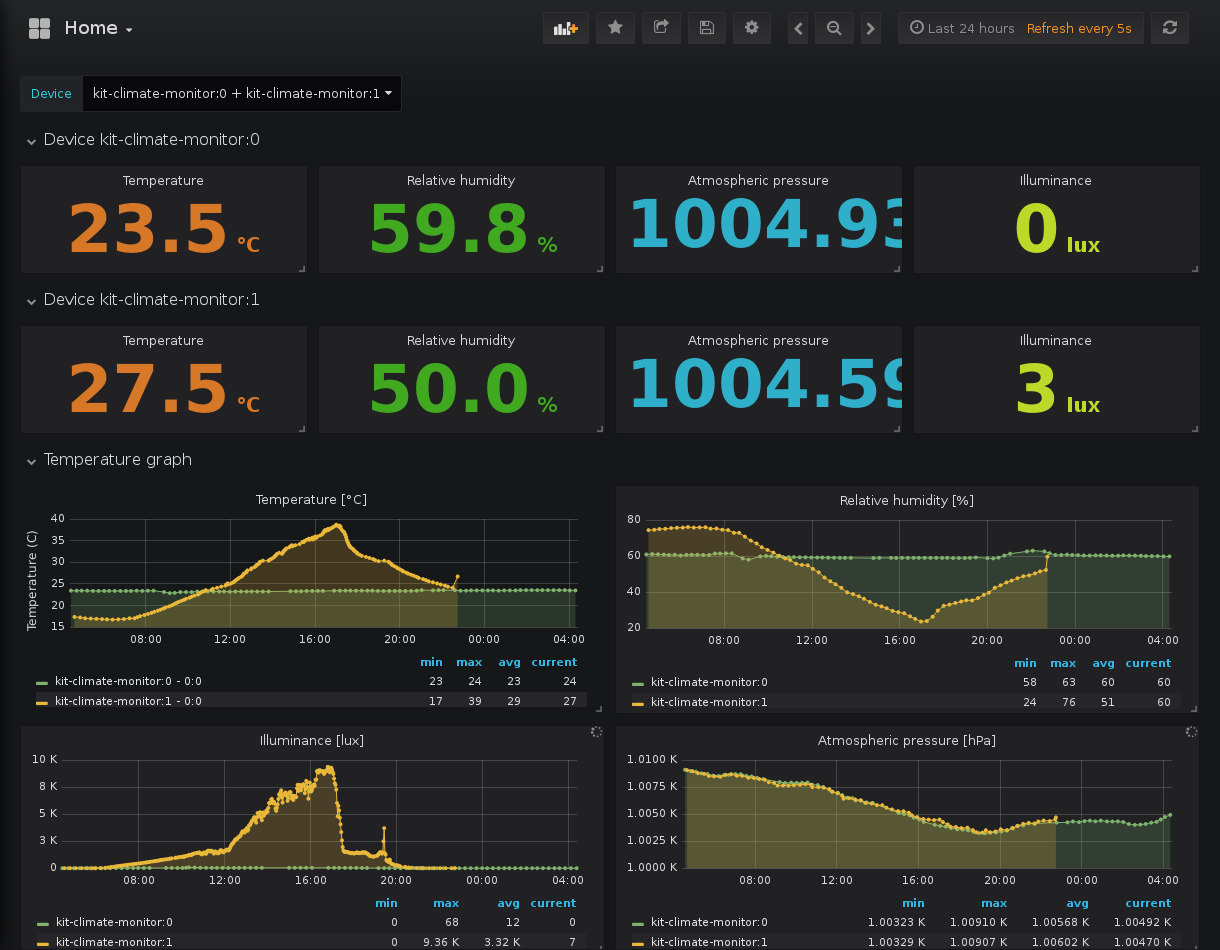 Home
Last 24 hours Refresh every 5s
Device kit-climate-monitor:0 + kit-climate-monitor:1
Device kit-climate-monitor:0
Temperature Relative humidity Atmospheric pressure Illuminance
23.5 °C 59.8 % 1004.93 0 lux
Device kit-climate-monitor:1
Temperature Relative humidity Atmospheric pressure Illuminance
27.5 °C 50.0 % 1004.59 3 lux
Temperature graph
Temperature [°C]
Temperature (C)
40
35
30
25
20
15
08:00 12:00 16:00 20:00 00:00 04:00
min max avg current
kit-climate-monitor:0 - 0:0 23 24 23 24
kit-climate-monitor:1 - 0:0 17 39 29 27
Relative humidity [%]
80
60
40
20
08:00 12:00 16:00 20:00 00:00 04:00
min max avg current
kit-climate-monitor:0 58 63 60 60
kit-climate-monitor:1 24 76 51 60
Illuminance [lux]
10 K
8 K
5 K
3 K
0
08:00 12:00 16:00 20:00 00:00 04:00
min max avg current
kit-climate-monitor:0 0 68 12 0
kit-climate-monitor:1 0 9.36 K 3.32 K 7
Atmospheric pressure [hPa]
1.0100 K
1.0075 K
1.0050 K
1.0025 K
1.0000 K
08:00 12:00 16:00 20:00 00:00 04:00
min max avg current
kit-climate-monitor:0 1.00323 K 1.00910 K 1.00568 K 1.00492 K
kit-climate-monitor:1 1.00329 K 1.00907 K 1.00602 K 1.00470 K